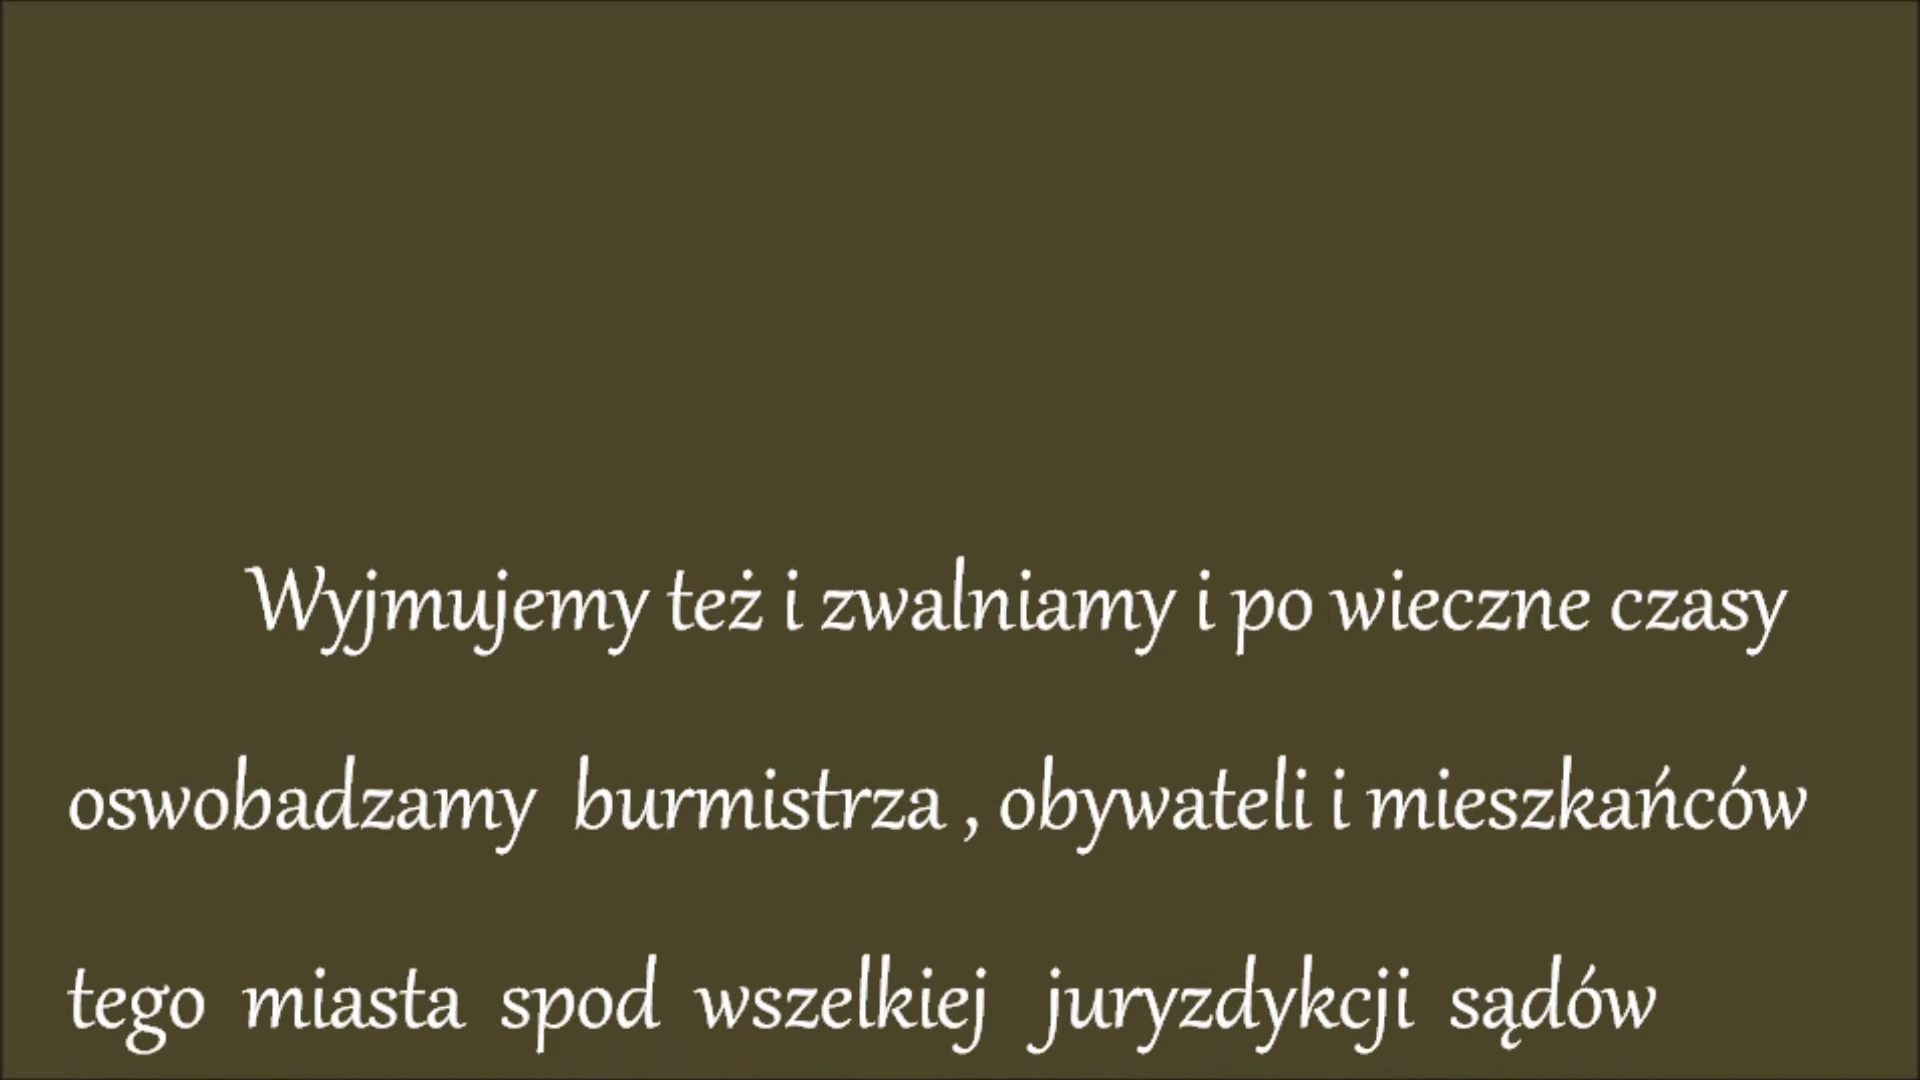 Wyjmujemy też i zwalniamy i po wieczne czasy
oswobadzamy burmistrza , obywateli i mieszkańców
tego miasta spod wszelkiej juryzdykcji sądów